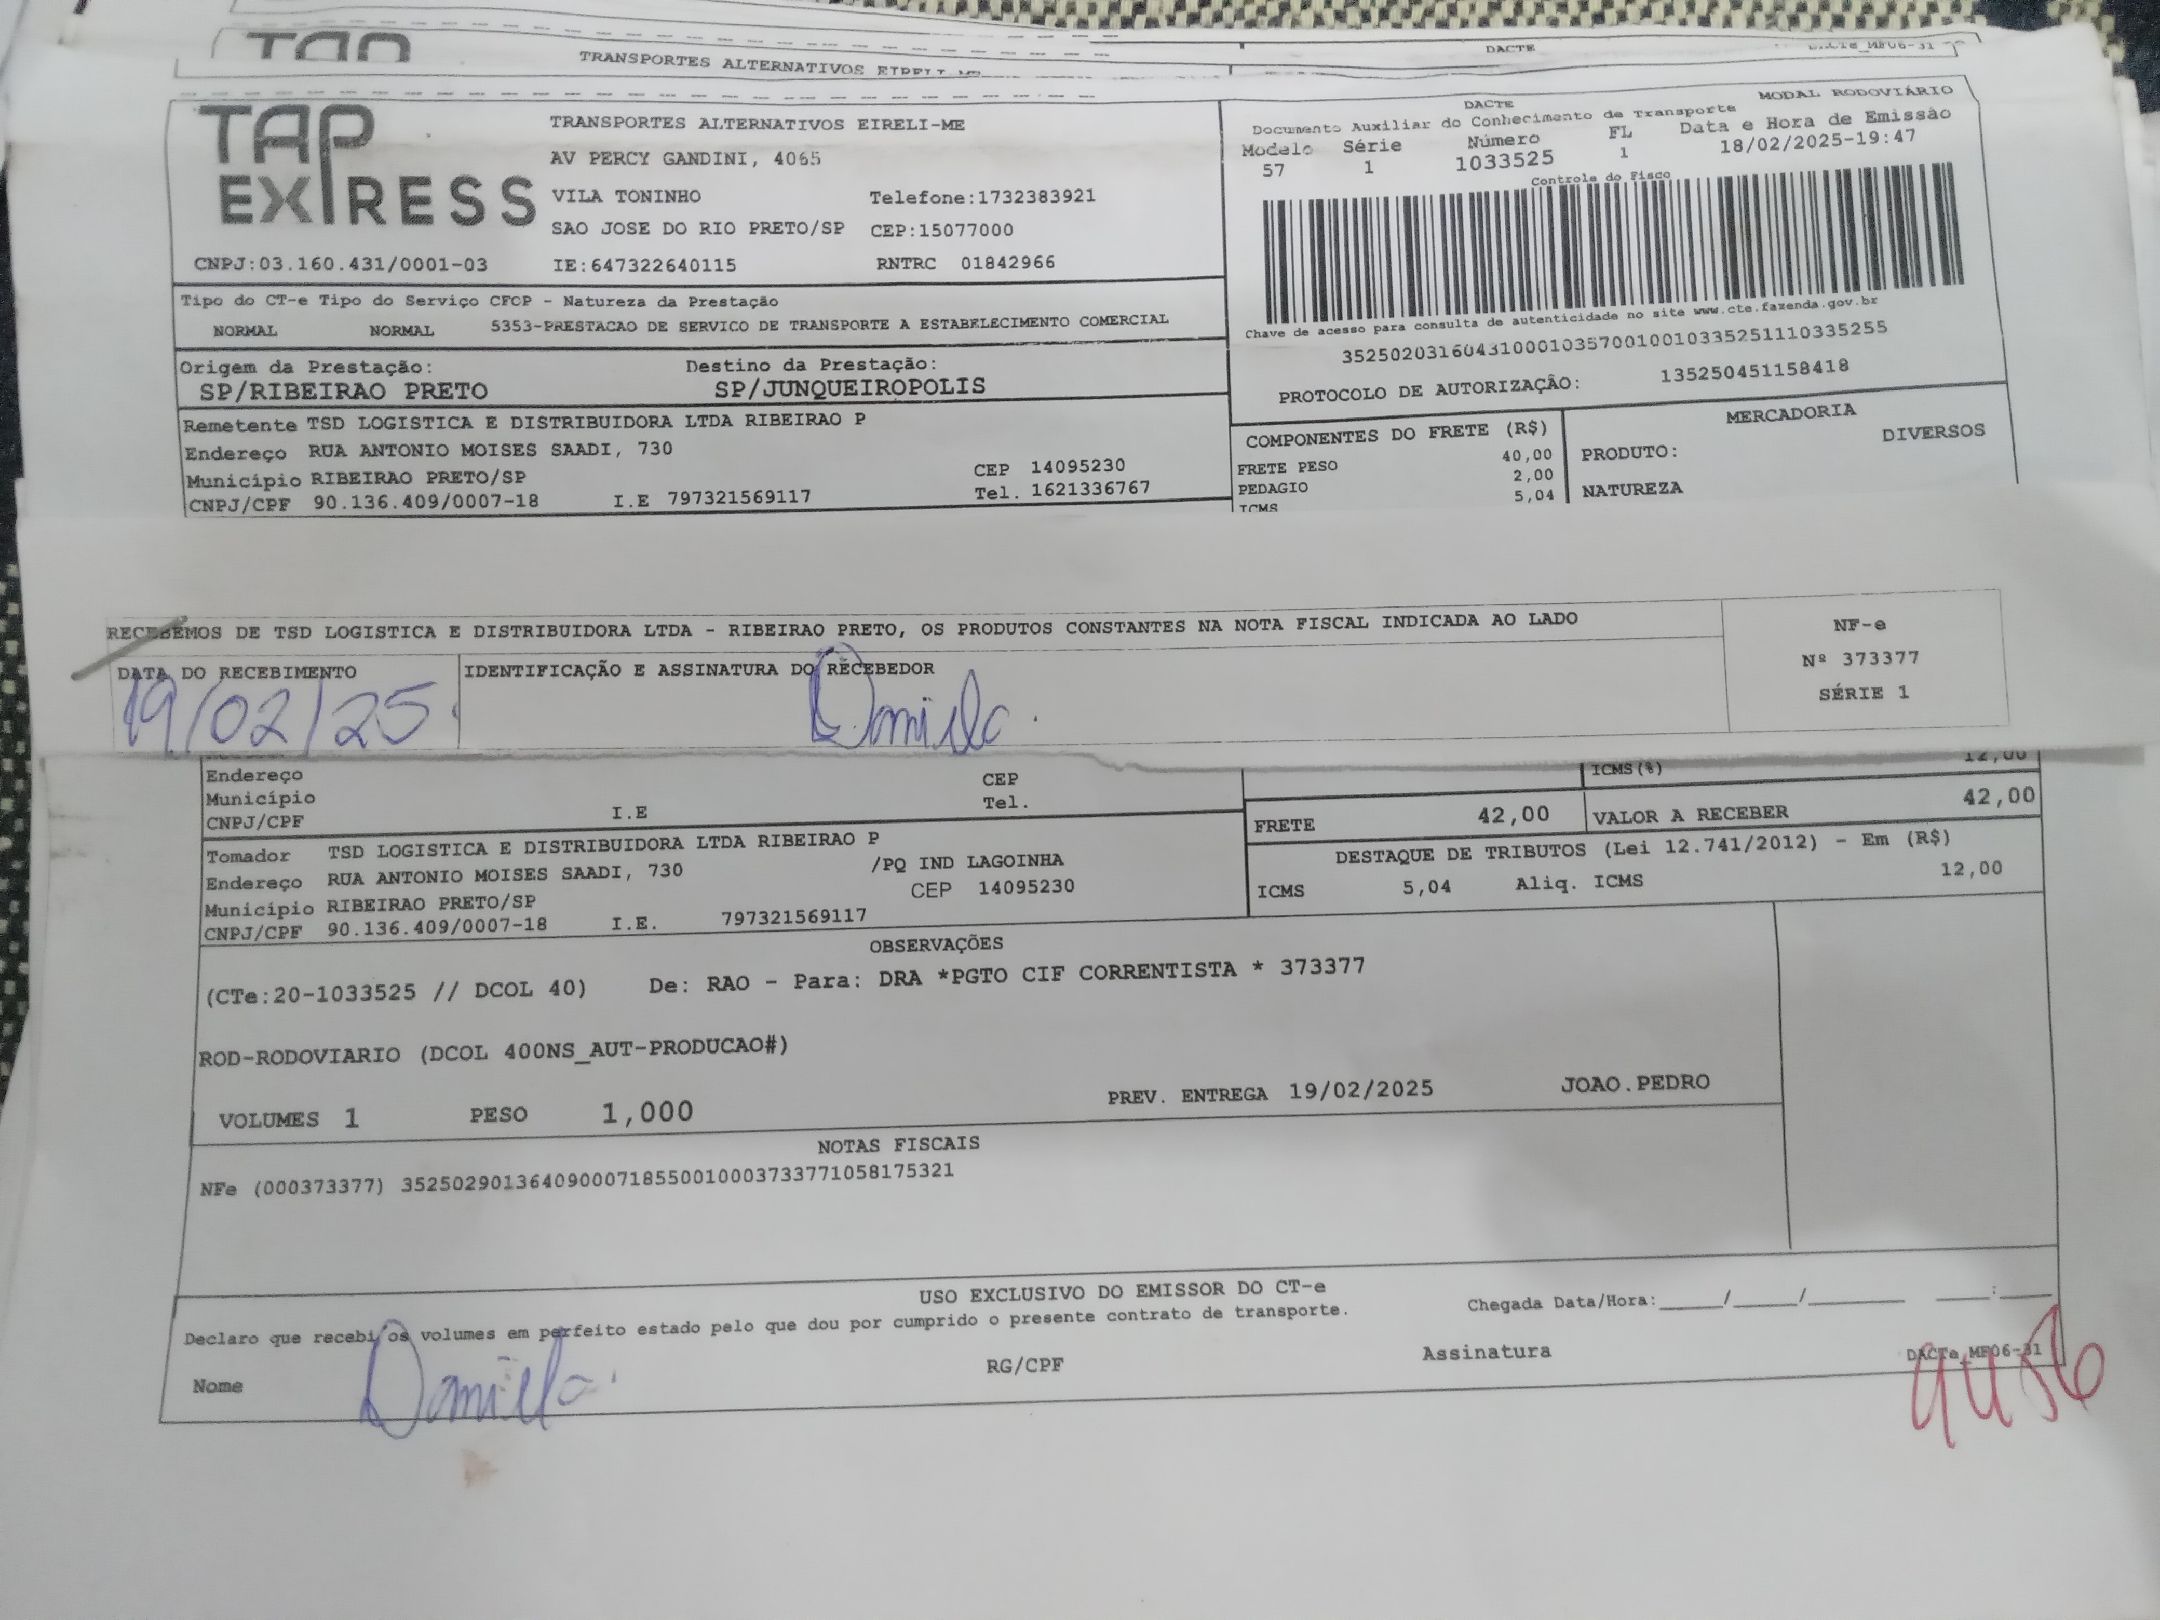 TRANSPORTES ALTERNATIVOS EIRELI-ME
DACTE
TAP EXPRESS
TRANSPORTES ALTERNATIVOS EIRELI-ME
AV PERCY GANDINI, 4065
VILA TONINHO Telefone:1732383921
SAO JOSE DO RIO PRETO/SP CEP:15077000
CNPJ:03.160.431/0001-03 IE:647322640115 RNTRC 01842966
DACTE MODAL RODOVIÁRIO
Documento Auxiliar do Conhecimento de Transporte
Modelo Série Número FL Data e Hora de Emissão
57 1 1033525 1 18/02/2025-19:47
Controle do Fisco
Chave de acesso para consulta de autenticidade no site www.cte.fazenda.gov.br
35250203160431000103570010010335251110335255
PROTOCOLO DE AUTORIZAÇÃO: 135250451158418
Tipo do CT-e Tipo do Serviço CFOP - Natureza da Prestação
NORMAL NORMAL 5353-PRESTACAO DE SERVICO DE TRANSPORTE A ESTABELECIMENTO COMERCIAL
Origem da Prestação: Destino da Prestação:
SP/RIBEIRAO PRETO SP/JUNQUEIROPOLIS
Remetente TSD LOGISTICA E DISTRIBUIDORA LTDA RIBEIRAO P
Endereço RUA ANTONIO MOISES SAADI, 730
Município RIBEIRAO PRETO/SP CEP 14095230
CNPJ/CPF 90.136.409/0007-18 I.E 797321569117 Tel. 1621336767
COMPONENTES DO FRETE (R$)
FRETE PESO 40,00
PEDAGIO 2,00
ICMS 5,04
MERCADORIA
PRODUTO: DIVERSOS
NATUREZA
RECEBEMOS DE TSD LOGISTICA E DISTRIBUIDORA LTDA - RIBEIRAO PRETO, OS PRODUTOS CONSTANTES NA NOTA FISCAL INDICADA AO LADO
DATA DO RECEBIMENTO IDENTIFICAÇÃO E ASSINATURA DO RECEBEDOR
19/02/25. Daniela.
NF-e
Nº 373377
SÉRIE 1
Endereço CEP
Município Tel.
CNPJ/CPF I.E
ICMS(%) 12,00
FRETE 42,00 VALOR A RECEBER 42,00
Tomador TSD LOGISTICA E DISTRIBUIDORA LTDA RIBEIRAO P
Endereço RUA ANTONIO MOISES SAADI, 730 /PQ IND LAGOINHA
Município RIBEIRAO PRETO/SP CEP 14095230
CNPJ/CPF 90.136.409/0007-18 I.E. 797321569117
DESTAQUE DE TRIBUTOS (Lei 12.741/2012) - Em (R$)
ICMS 5,04 Aliq. ICMS 12,00
OBSERVAÇÕES
(CTe:20-1033525 // DCOL 40) De: RAO - Para: DRA *PGTO CIF CORRENTISTA * 373377
ROD-RODOVIARIO (DCOL 400NS_AUT-PRODUCAO#)
VOLUMES 1 PESO 1,000 PREV. ENTREGA 19/02/2025 JOAO.PEDRO
NOTAS FISCAIS
NFe (000373377) 35250290136409000718550010003733771058175321
USO EXCLUSIVO DO EMISSOR DO CT-e
Declaro que recebi os volumes em perfeito estado pelo que dou por cumprido o presente contrato de transporte.
Chegada Data/Hora:_____/_____/________ ____:____
Nome Daniela. RG/CPF Assinatura
DACTe_MF06-31